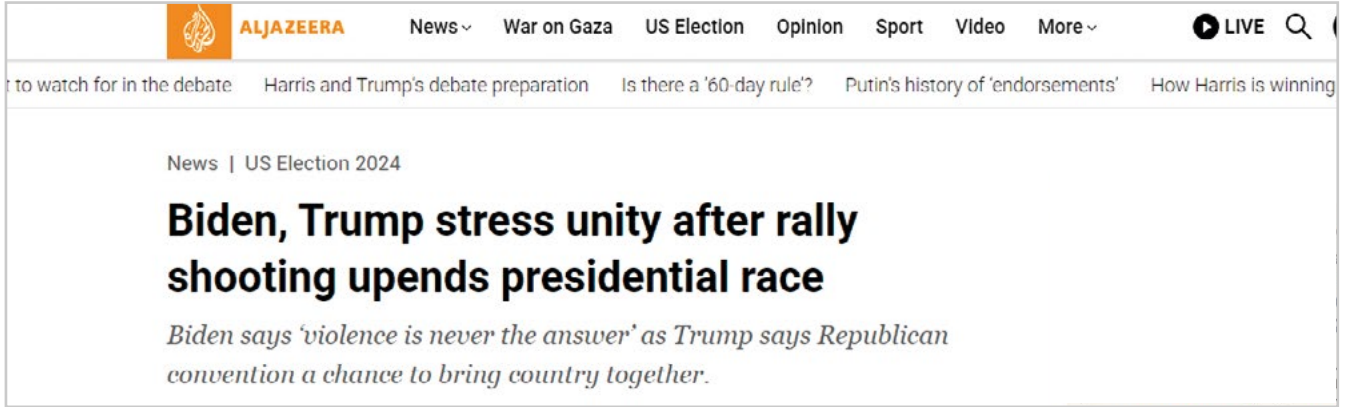 ALJAZEERA News War on Gaza US Election Opinion Sport Video More LIVE
to watch for in the debate Harris and Trump's debate preparation Is there a '60-day rule'? Putin's history of 'endorsements' How Harris is winning
News | US Election 2024
Biden, Trump stress unity after rally
shooting upends presidential race
Biden says ‘violence is never the answer’ as Trump says Republican
convention a chance to bring country together.